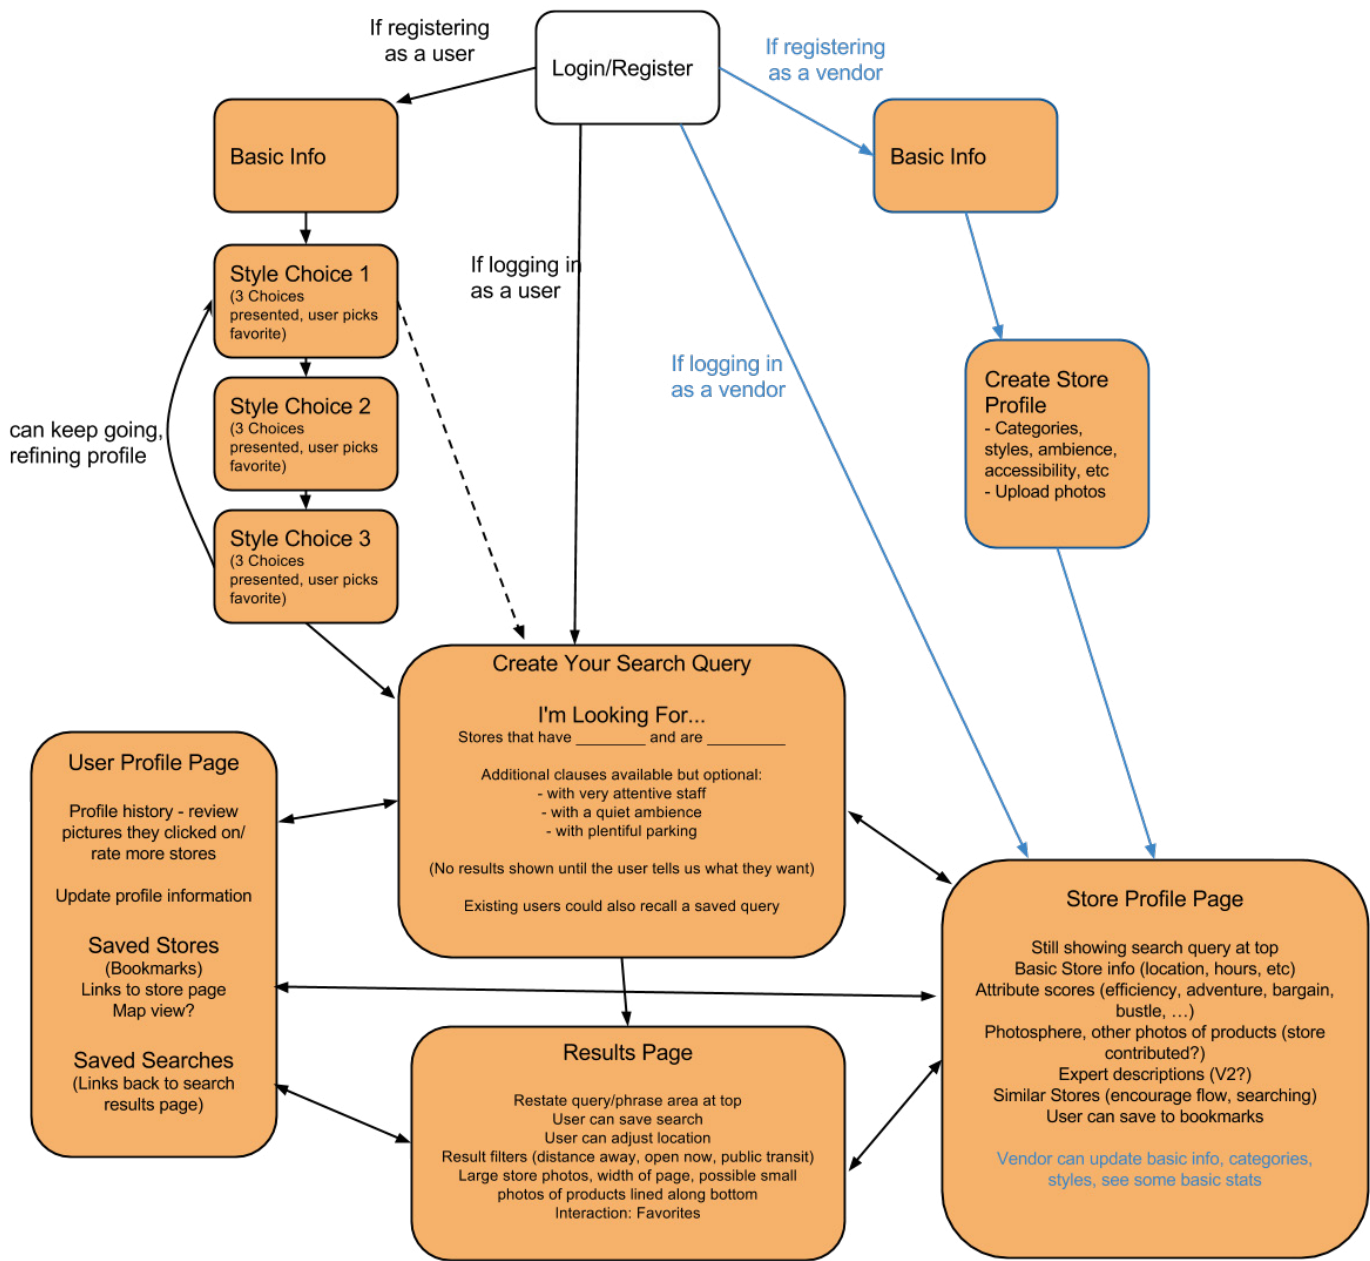 If registering
as a user
Login/Register
If registering
as a vendor
Basic Info
Basic Info
Style Choice 1
(3 Choices
presented, user picks
favorite)
If logging in
as a user
If logging in
as a vendor
Create Store
Profile
- Categories,
styles, ambience,
accessibility, etc
- Upload photos
Style Choice 2
(3 Choices
presented, user picks
favorite)
can keep going,
refining profile
Style Choice 3
(3 Choices
presented, user picks
favorite)
Create Your Search Query
I'm Looking For...
Stores that have ________ and are _________
Additional clauses available but optional:
- with very attentive staff
- with a quiet ambience
- with plentiful parking
(No results shown until the user tells us what they want)
Existing users could also recall a saved query
User Profile Page
Profile history - review
pictures they clicked on/
rate more stores
Update profile information
Saved Stores
(Bookmarks)
Links to store page
Map view?
Saved Searches
(Links back to search
results page)
Store Profile Page
Still showing search query at top
Basic Store info (location, hours, etc)
Attribute scores (efficiency, adventure, bargain,
bustle, ...)
Photosphere, other photos of products (store
contributed?)
Expert descriptions (V2?)
Similar Stores (encourage flow, searching)
User can save to bookmarks
Vendor can update basic info, categories,
styles, see some basic stats
Results Page
Restate query/phrase area at top
User can save search
User can adjust location
Result filters (distance away, open now, public transit)
Large store photos, width of page, possible small
photos of products lined along bottom
Interaction: Favorites